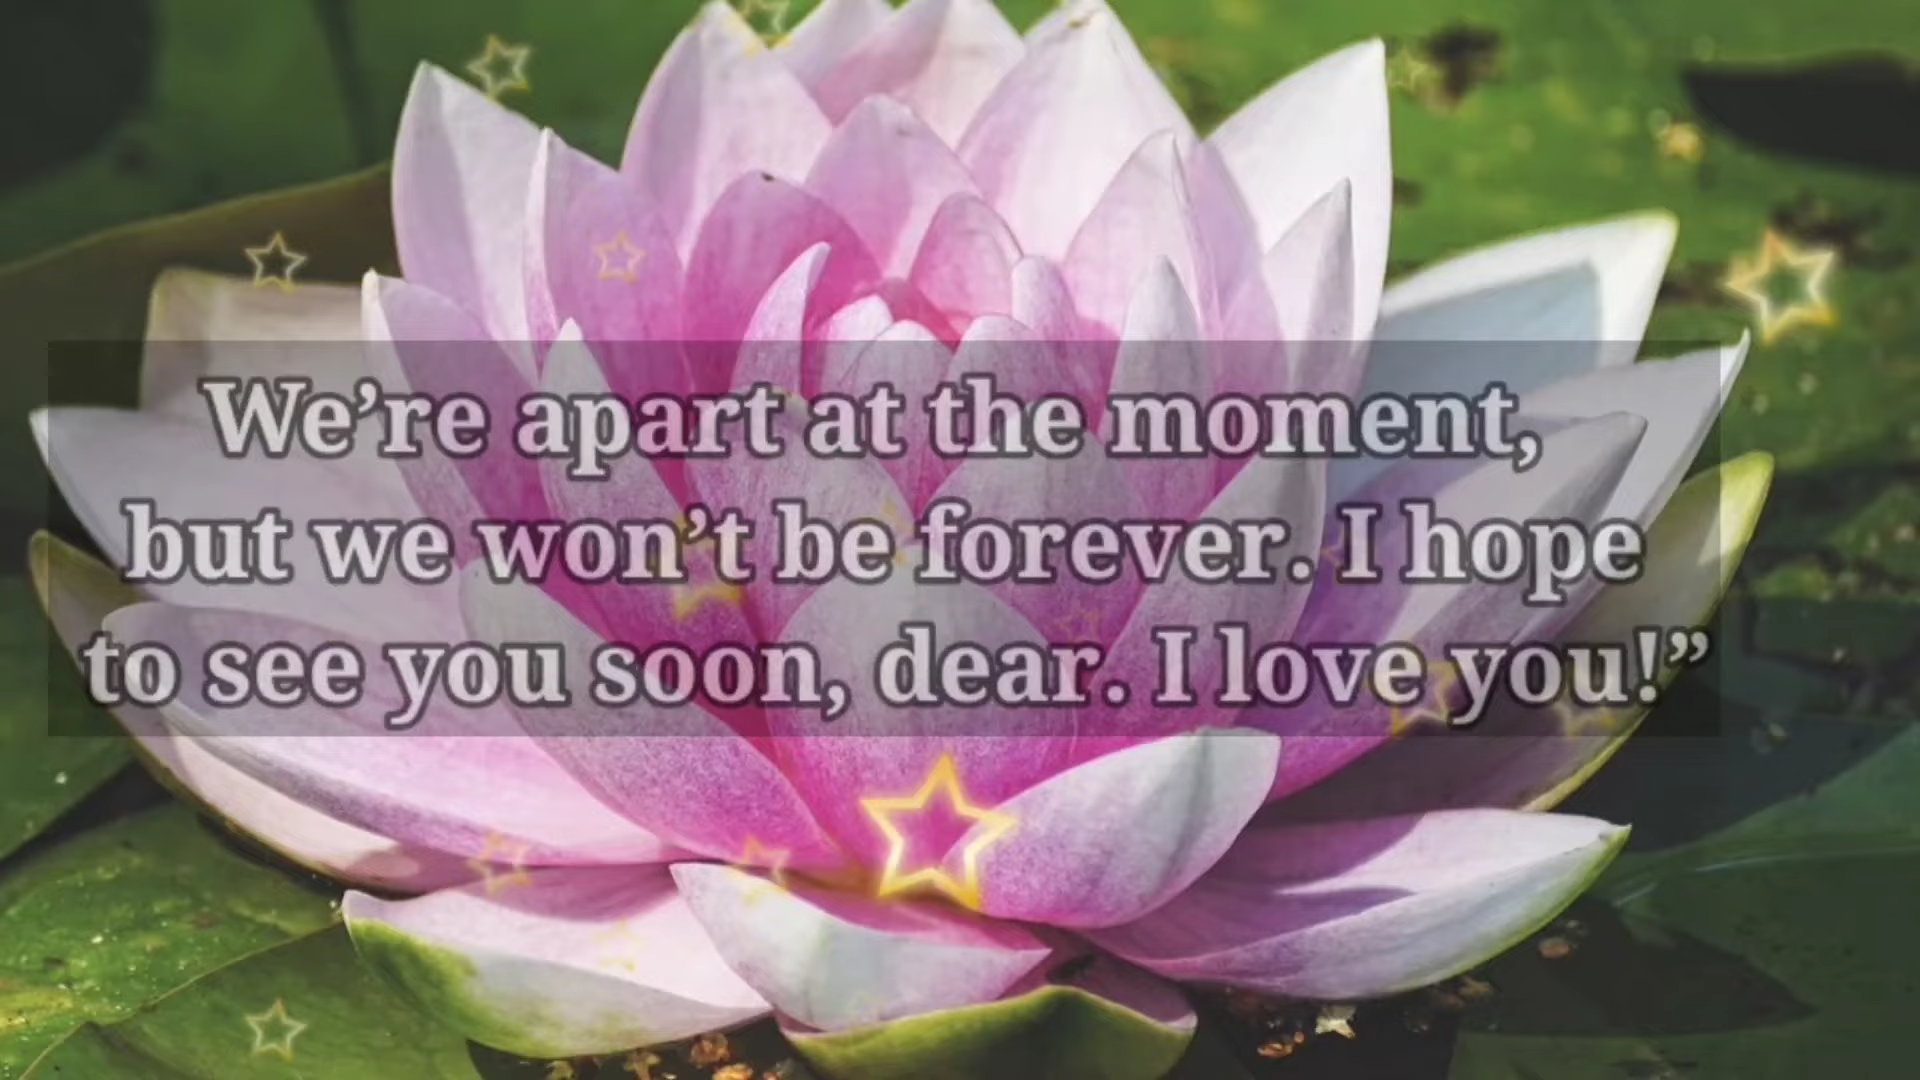 We’re apart at the moment,
but we won’t be forever. I hope
to see you soon, dear. I love you!”